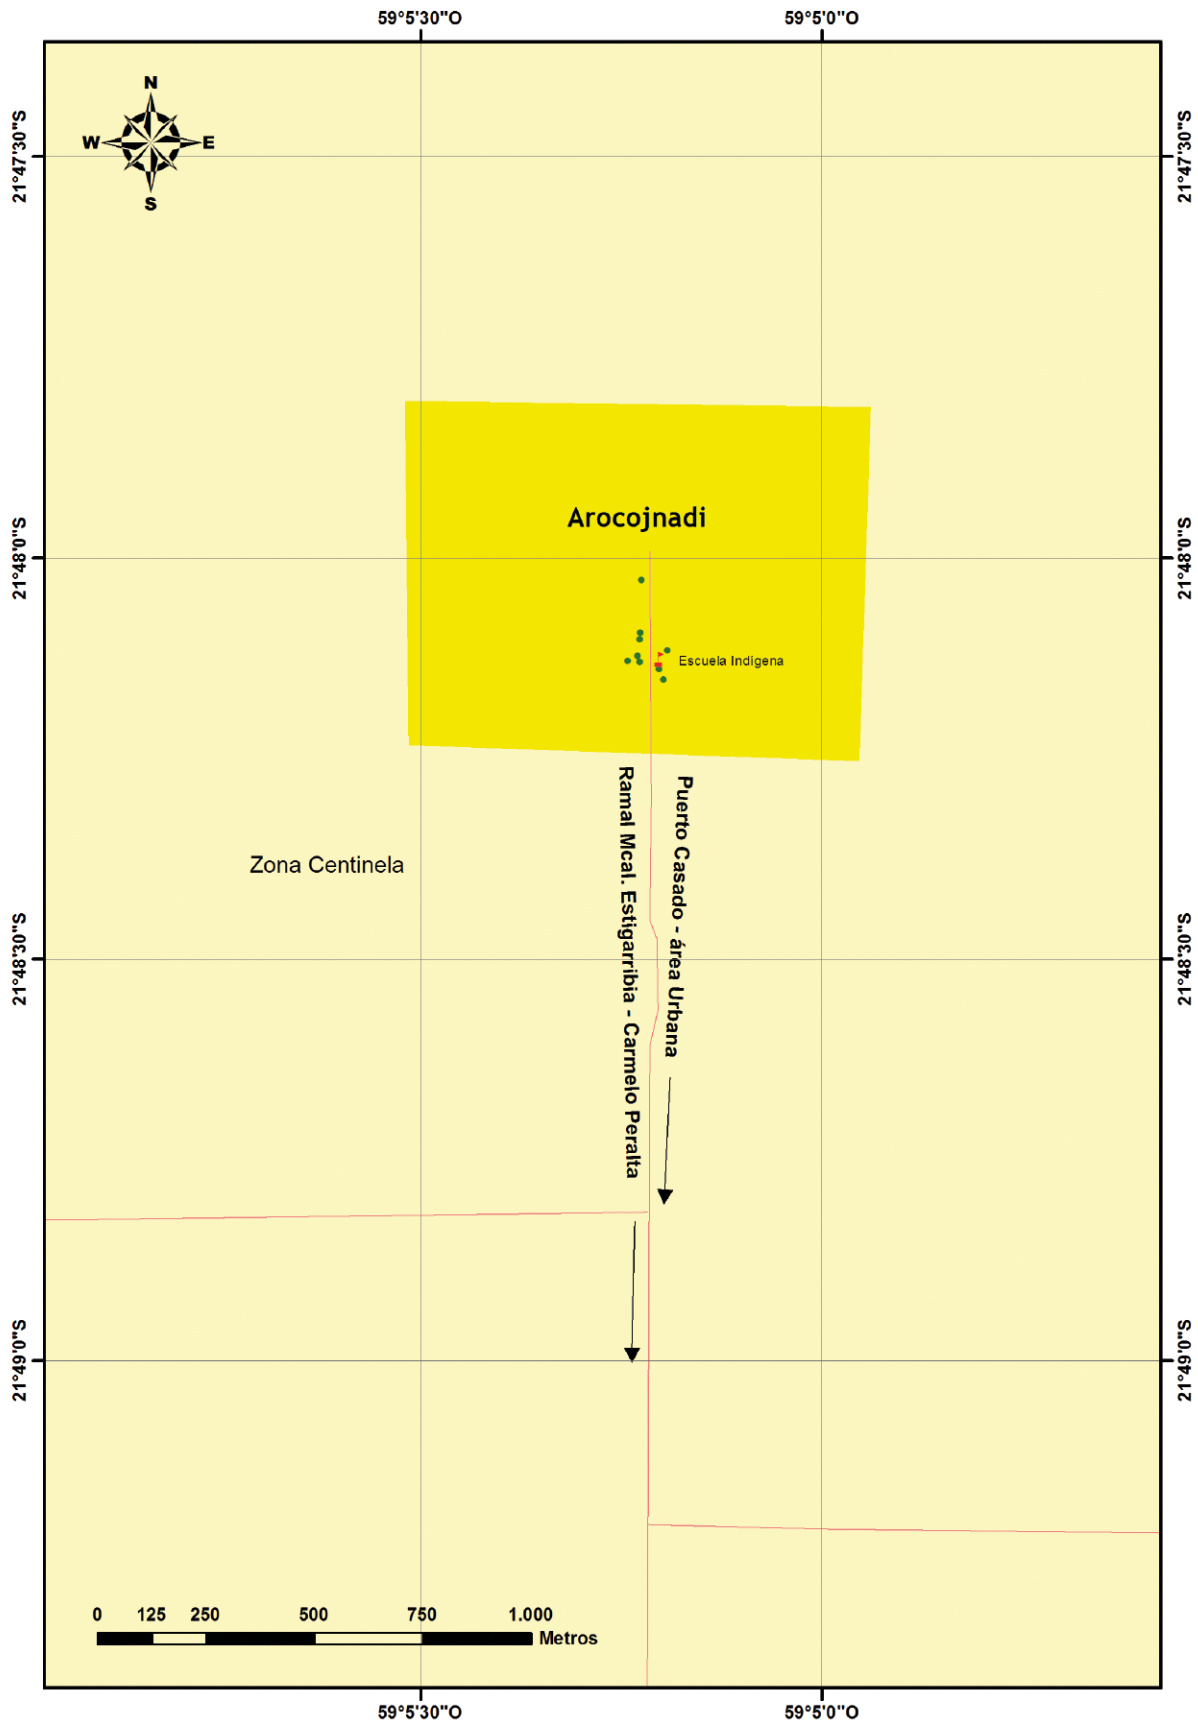 59°5'30"O
59°5'0"O
N
W
E
S
21°47'30"S
21°47'30"S
Arocojnadi
21°48'0"S
21°48'0"S
Escuela Indígena
Ramal Mcal. Estigarribia - Carmelo Peralta
Puerto Casado - área Urbana
Zona Centinela
21°48'30"S
21°48'30"S
21°49'0"S
21°49'0"S
0 125 250 500 750 1.000
Metros
59°5'30"O
59°5'0"O